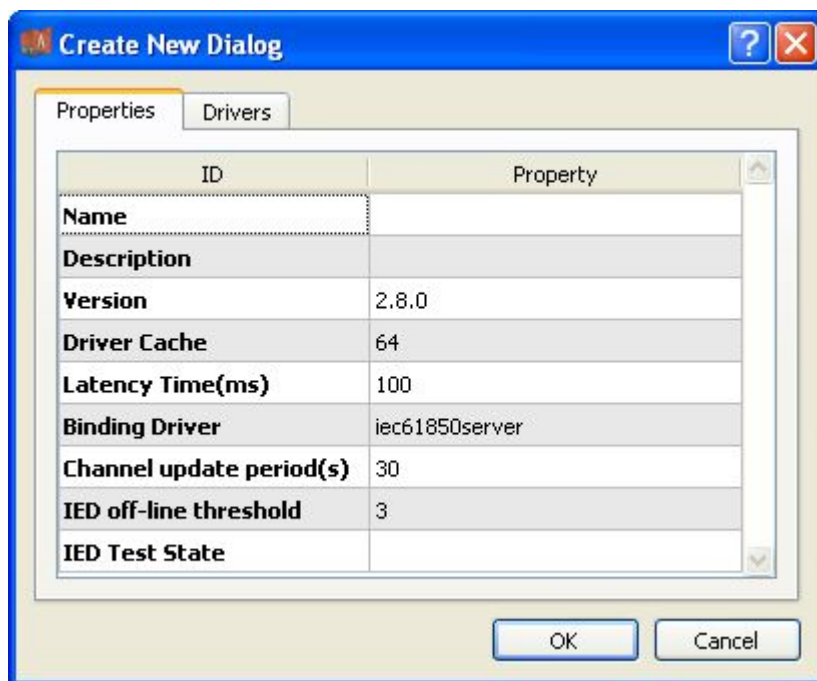 Create New Dialog
Properties Drivers
ID Property
Name
Description
Version 2.8.0
Driver Cache 64
Latency Time(ms) 100
Binding Driver iec61850server
Channel update period(s) 30
IED off-line threshold 3
IED Test State
OK Cancel